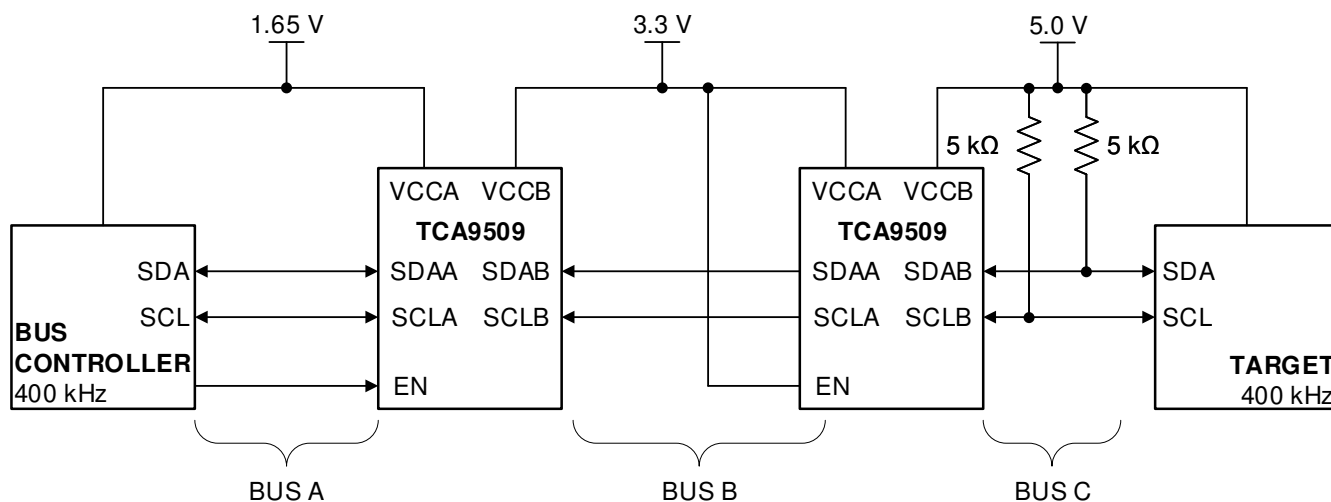 1.65 V
3.3 V
5.0 V
5 kΩ
5 kΩ
VCCA VCCB
TCA9509
SDAA SDAB
SCLA SCLB
EN
VCCA VCCB
TCA9509
SDAA SDAB
SCLA SCLB
EN
SDA
SCL
BUS
CONTROLLER
400 kHz
SDA
SCL
TARGET
400 kHz
BUS A
BUS B
BUS C